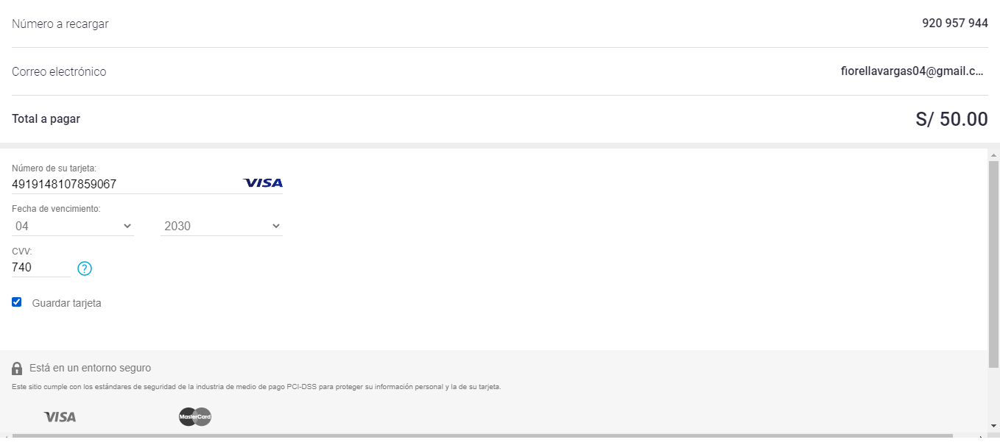 Número a recargar 920 957 944
Correo electrónico fiorellavargas04@gmail.c...
Total a pagar S/ 50.00
Número de su tarjeta:
4919148107859067 VISA
Fecha de vencimiento:
04 2030
CVV:
740 ?
Guardar tarjeta
Está en un entorno seguro
Este sitio cumple con los estándares de seguridad de la industria de medio de pago PCI-DSS para proteger su información personal y la de su tarjeta.
VISA MasterCard